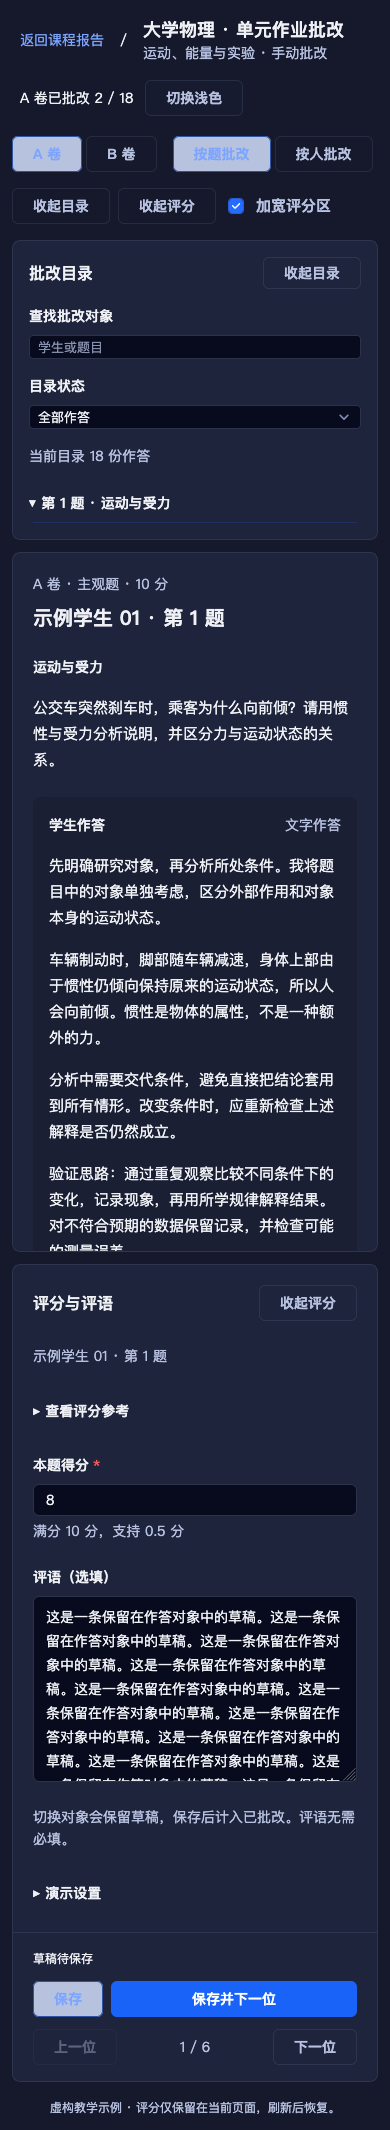 返回课程报告 / 大学物理 · 单元作业批改
运动、能量与实验 · 手动批改
A 卷已批改 2 / 18 切换浅色
A 卷 B 卷 按题批改 按人批改
收起目录 收起评分 加宽评分区
批改目录 收起目录
查找批改对象
学生或题目
目录状态
全部作答
当前目录 18 份作答
▾ 第 1 题 · 运动与受力
A 卷 · 主观题 · 10 分
示例学生 01 · 第 1 题
运动与受力
公交车突然刹车时，乘客为什么向前倾？请用惯
性与受力分析说明，并区分力与运动状态的关
系。
学生作答 文字作答
先明确研究对象，再分析所处条件。我将题
目中的对象单独考虑，区分外部作用和对象
本身的运动状态。
车辆制动时，脚部随车辆减速，身体上部由
于惯性仍倾向保持原来的运动状态，所以人
会向前倾。惯性是物体的属性，不是一种额
外的力。
分析中需要交代条件，避免直接把结论套用
到所有情形。改变条件时，应重新检查上述
解释是否仍然成立。
验证思路：通过重复观察比较不同条件下的
变化，记录现象，再用所学规律解释结果。
对不符合预期的数据保留记录，并检查可能
的测量误差
评分与评语 收起评分
示例学生 01 · 第 1 题
▸ 查看评分参考
本题得分 *
8
满分 10 分，支持 0.5 分
评语（选填）
这是一条保留在作答对象中的草稿。这是一条保
留在作答对象中的草稿。这是一条保留在作答对
象中的草稿。这是一条保留在作答对象中的草
稿。这是一条保留在作答对象中的草稿。这是一
条保留在作答对象中的草稿。这是一条保留在作
答对象中的草稿。这是一条保留在作答对象中的
草稿。这是一条保留在作答对象中的草稿。这是
一条保留在作答对象中的草稿。这是一条保留在
切换对象会保留草稿，保存后计入已批改。评语无需
必填。
▸ 演示设置
草稿待保存
保存 保存并下一位
上一位 1 / 6 下一位
虚构教学示例 · 评分仅保留在当前页面，刷新后恢复。